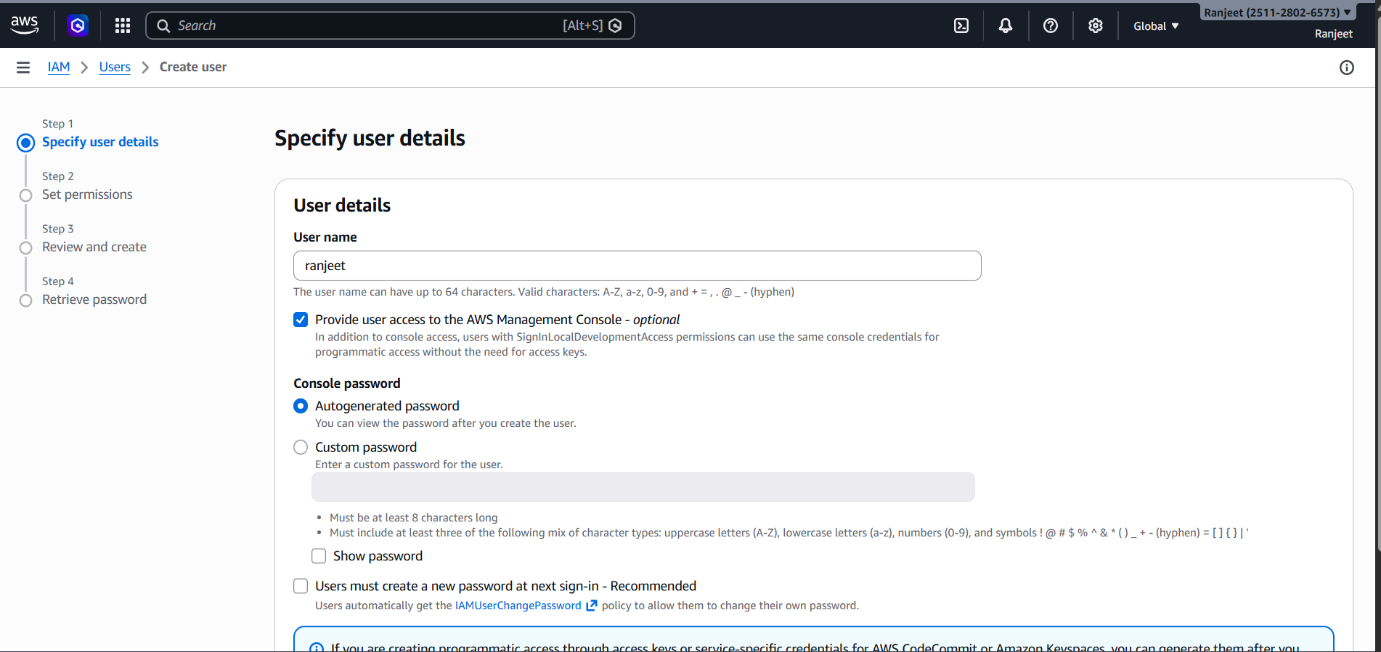 aws
Search [Alt+S]
Global
Ranjeet (2511-2802-6573)
Ranjeet
IAM > Users > Create user
Step 1
Specify user details
Step 2
Set permissions
Step 3
Review and create
Step 4
Retrieve password
Specify user details
User details
User name
ranjeet
The user name can have up to 64 characters. Valid characters: A-Z, a-z, 0-9, and + = , . @ _ - (hyphen)
Provide user access to the AWS Management Console - optional
In addition to console access, users with SignInLocalDevelopmentAccess permissions can use the same console credentials for
programmatic access without the need for access keys.
Console password
Autogenerated password
You can view the password after you create the user.
Custom password
Enter a custom password for the user.
• Must be at least 8 characters long
• Must include at least three of the following mix of character types: uppercase letters (A-Z), lowercase letters (a-z), numbers (0-9), and symbols ! @ # $ % ^ & * ( ) _ + - (hyphen) = [ ] { } | '
Show password
Users must create a new password at next sign-in - Recommended
Users automatically get the IAMUserChangePassword policy to allow them to change their own password.
If you are creating programmatic access through access keys or service-specific credentials for AWS CodeCommit or Amazon Keyspaces, you can generate them after you